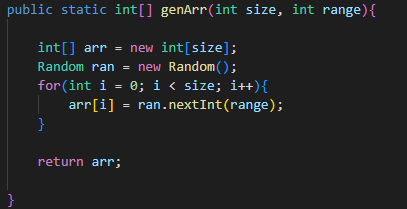 public static int[] genArr(int size, int range){
int[] arr = new int[size];
Random ran = new Random();
for(int i = 0; i < size; i++){
arr[i] = ran.nextInt(range);
}
return arr;
}